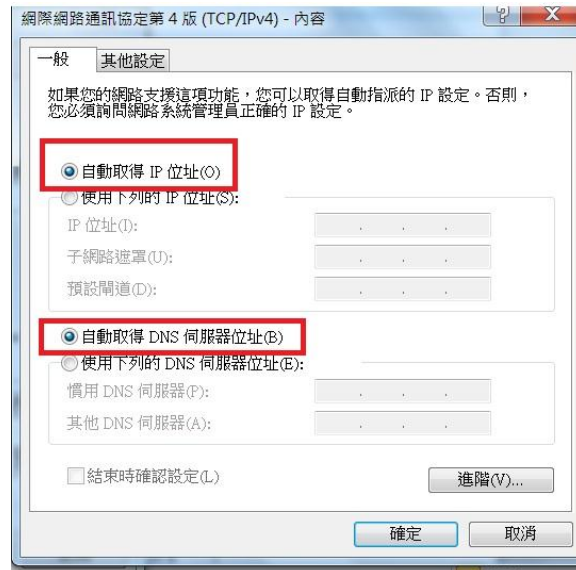 網際網路通訊協定第 4 版 (TCP/IPv4) - 內容
一般 其他設定
如果您的網路支援這項功能，您可以取得自動指派的 IP 設定。否則，
您必須詢問網路系統管理員正確的 IP 設定。
自動取得 IP 位址(O)
使用下列的 IP 位址(S):
IP 位址(I):
子網路遮罩(U):
預設閘道(D):
自動取得 DNS 伺服器位址(B)
使用下列的 DNS 伺服器位址(E):
慣用 DNS 伺服器(P):
其他 DNS 伺服器(A):
結束時確認設定(L)
進階(V)...
確定 取消